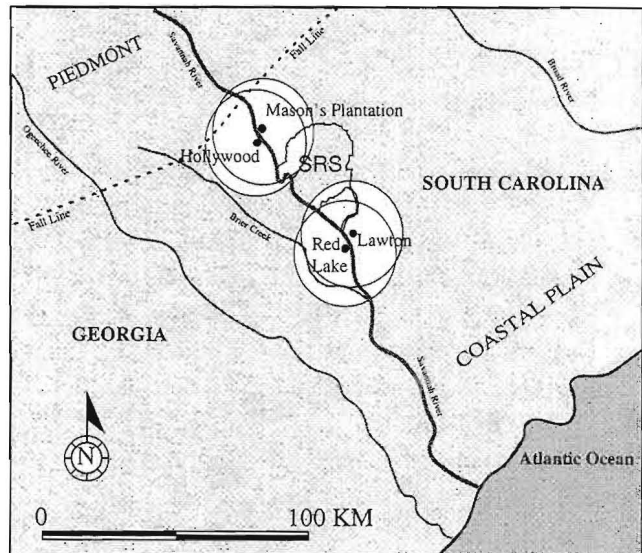 PIEDMONT
Savannah River
Fall Line
Broad River
Mason's Plantation
Ogeechee River
Hollywood
SRS
SOUTH CAROLINA
Fall Line
Brier Creek
Lawton
Red
Lake
COASTAL PLAIN
GEORGIA
Savannah River
N
Atlantic Ocean
0 100 KM